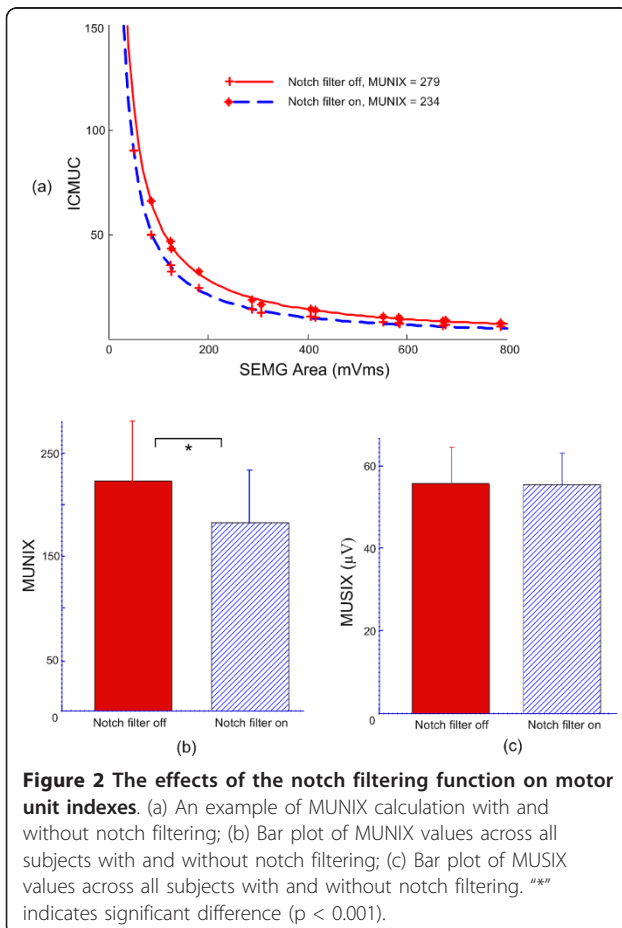 150
100
50
(a)
ICMUC
Notch filter off, MUNIX = 279
Notch filter on, MUNIX = 234
0 200 400 600 800
SEMG Area (mVms)
250
150
50
0
MUNIX
*
Notch filter off Notch filter on
(b)
60
40
20
0
MUSIX (µV)
Notch filter off Notch filter on
(c)
Figure 2 The effects of the notch filtering function on motor
unit indexes. (a) An example of MUNIX calculation with and
without notch filtering; (b) Bar plot of MUNIX values across all
subjects with and without notch filtering; (c) Bar plot of MUSIX
values across all subjects with and without notch filtering. “*”
indicates significant difference (p < 0.001).